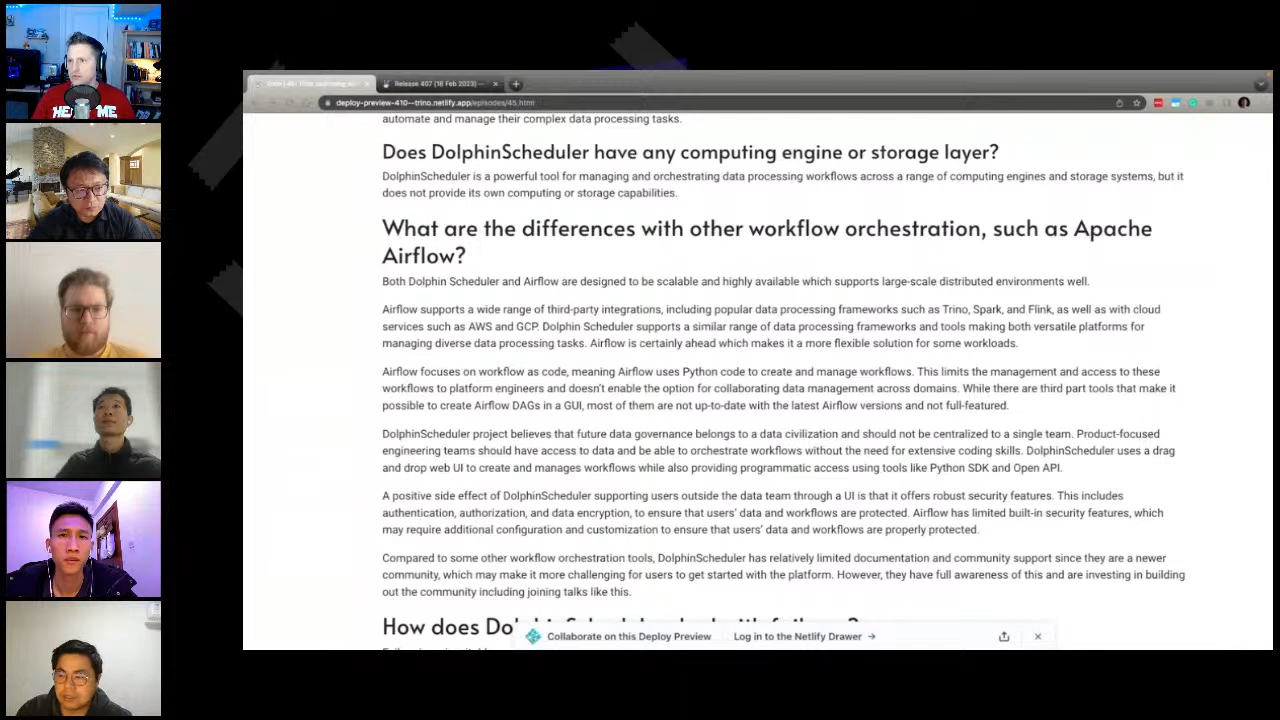 Release 407 (16 Feb 2023) —
deploy-preview-410--trino.netlify.app/episodes/45.html
automate and manage their complex data processing tasks.
Does DolphinScheduler have any computing engine or storage layer?
DolphinScheduler is a powerful tool for managing and orchestrating data processing workflows across a range of computing engines and storage systems, but it
does not provide its own computing or storage capabilities.
What are the differences with other workflow orchestration, such as Apache
Airflow?
Both Dolphin Scheduler and Airflow are designed to be scalable and highly available which supports large-scale distributed environments well.
Airflow supports a wide range of third-party integrations, including popular data processing frameworks such as Trino, Spark, and Flink, as well as with cloud
services such as AWS and GCP. Dolphin Scheduler supports a similar range of data processing frameworks and tools making both versatile platforms for
managing diverse data processing tasks. Airflow is certainly ahead which makes it a more flexible solution for some workloads.
Airflow focuses on workflow as code, meaning Airflow uses Python code to create and manage workflows. This limits the management and access to these
workflows to platform engineers and doesn't enable the option for collaborating data management across domains. While there are third part tools that make it
possible to create Airflow DAGs in a GUI, most of them are not up-to-date with the latest Airflow versions and not full-featured.
DolphinScheduler project believes that future data governance belongs to a data civilization and should not be centralized to a single team. Product-focused
engineering teams should have access to data and be able to orchestrate workflows without the need for extensive coding skills. DolphinScheduler uses a drag
and drop web UI to create and manages workflows while also providing programmatic access using tools like Python SDK and Open API.
A positive side effect of DolphinScheduler supporting users outside the data team through a UI is that it offers robust security features. This includes
authentication, authorization, and data encryption, to ensure that users' data and workflows are protected. Airflow has limited built-in security features, which
may require additional configuration and customization to ensure that users' data and workflows are properly protected.
Compared to some other workflow orchestration tools, DolphinScheduler has relatively limited documentation and community support since they are a newer
community, which may make it more challenging for users to get started with the platform. However, they have full awareness of this and are investing in building
out the community including joining talks like this.
How does Do
Collaborate on this Deploy Preview Log in to the Netlify Drawer →